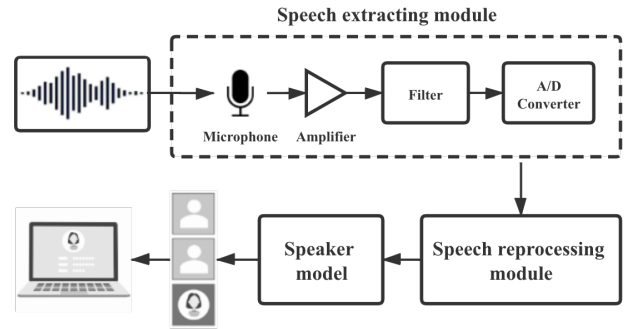 Speech extracting module
Microphone
Amplifier
Filter
A/D
Converter
Speaker
model
Speech reprocessing
module